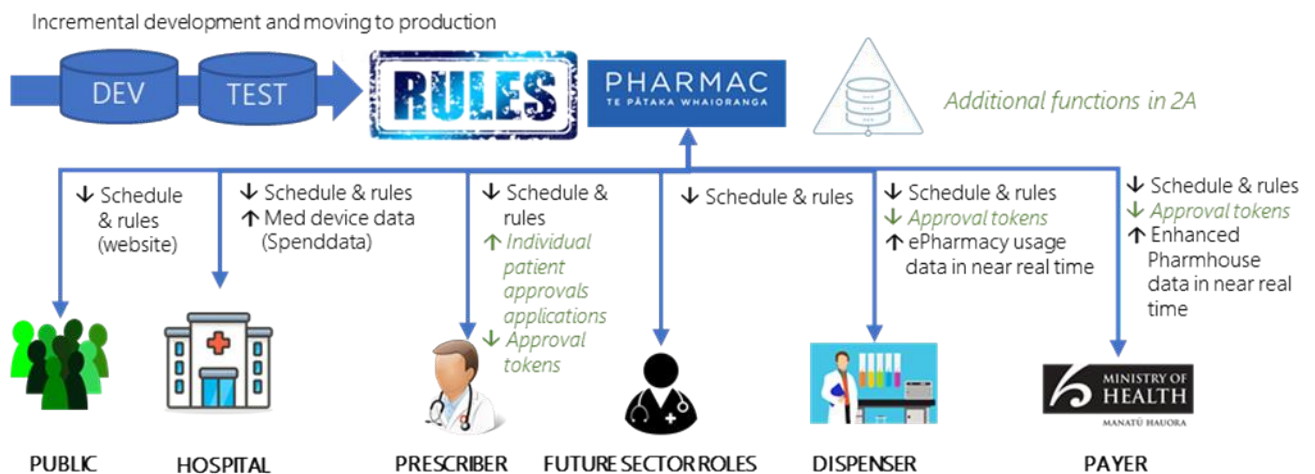 Incremental development and moving to production
DEV
TEST
RULES
PHARMAC
TE PĀTAKA WHAIORANGA
Additional functions in 2A
↓ Schedule
& rules
(website)
↓ Schedule & rules
↑ Med device data
(Spenddata)
↓ Schedule &
rules
↑ Individual
patient
approvals
applications
↓ Approval
tokens
↓ Schedule & rules
↓ Schedule & rules
↓ Approval tokens
↑ ePharmacy usage
data in near real time
↓ Schedule & rules
↓ Approval tokens
↑ Enhanced
Pharmhouse
data in near real
time
MINISTRY OF
HEALTH
MANATŪ HAUORA
PUBLIC
HOSPITAL
PRESCRIBER
FUTURE SECTOR ROLES
DISPENSER
PAYER